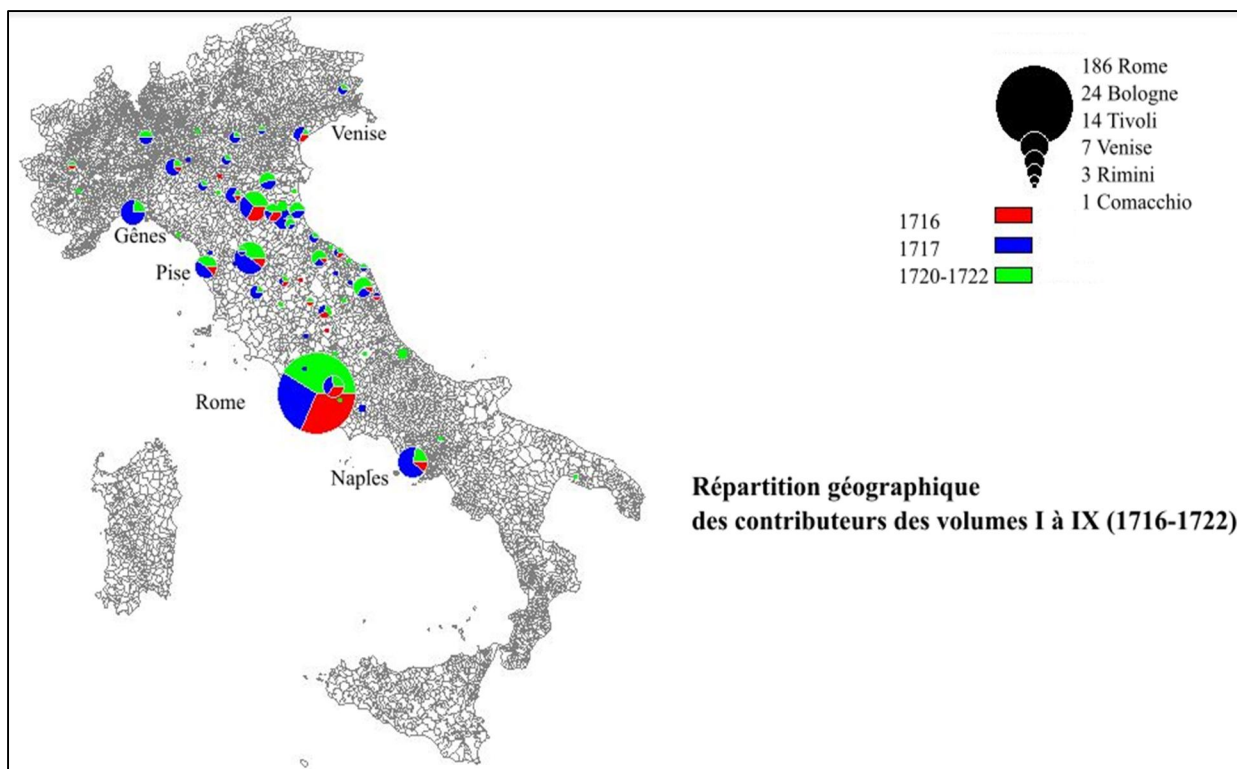 186 Rome
24 Bologne
14 Tivoli
7 Venise
3 Rimini
1 Comacchio
1716
1717
1720-1722
Venise
Gênes
Pise
Rome
Naples
Répartition géographique
des contributeurs des volumes I à IX (1716-1722)